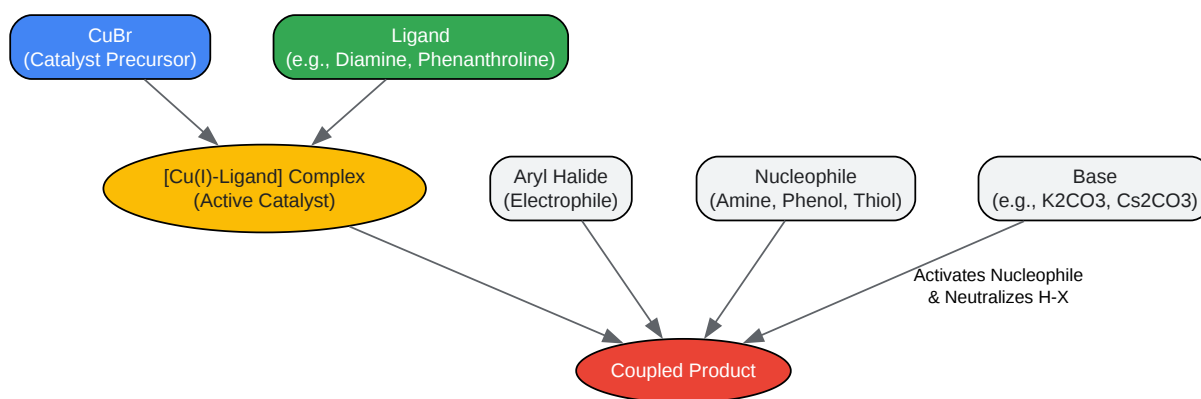 CuBr
(Catalyst Precursor)
Ligand
(e.g., Diamine, Phenanthroline)
[Cu(I)-Ligand] Complex
(Active Catalyst)
Aryl Halide
(Electrophile)
Nucleophile
(Amine, Phenol, Thiol)
Base
(e.g., K2CO3, Cs2CO3)
Activates Nucleophile
& Neutralizes H-X
Coupled Product